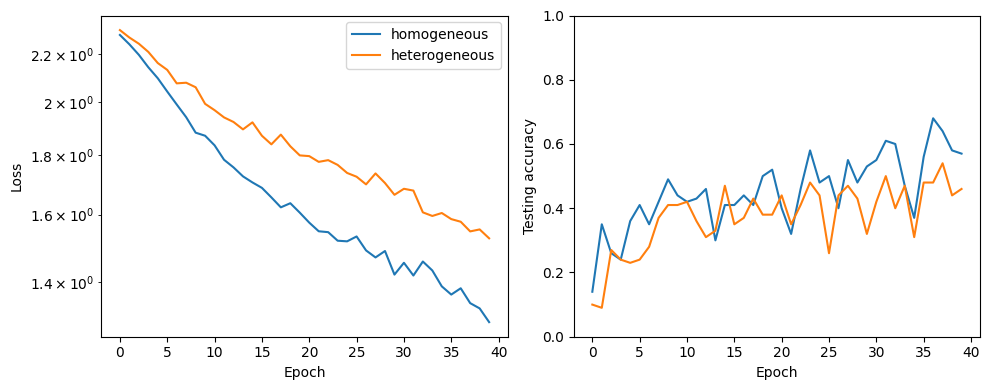 Loss
2.2 × 10⁰
2 × 10⁰
1.8 × 10⁰
1.6 × 10⁰
1.4 × 10⁰
0 5 10 15 20 25 30 35 40
Epoch
homogeneous
heterogeneous
Testing accuracy
1.0
0.8
0.6
0.4
0.2
0.0
0 5 10 15 20 25 30 35 40
Epoch